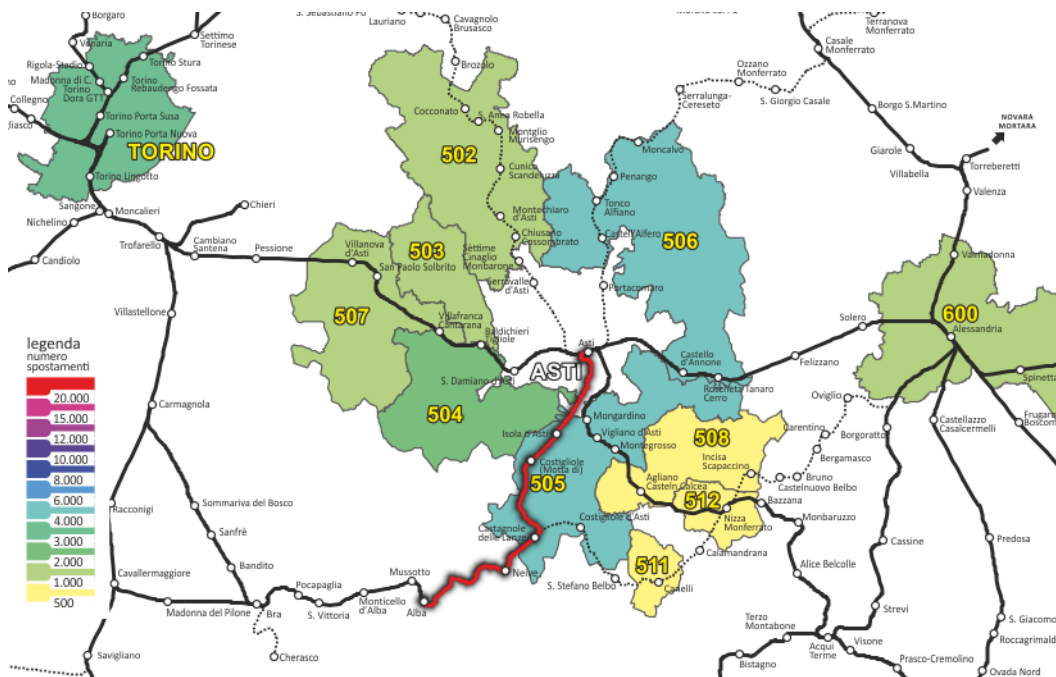 Borgaro
Venaria
Settimo
Torinese
Rigola-Stadio
Torino Stura
Madonna di C.
Torino
Rebaudengo Fossata
Torino
Dora GTT
Collegno
Torino Porta Susa
Torino Porta Nuova
TORINO
Torino Lingotto
Sangone
Moncalieri
Nichelino
Chieri
Trofarello
Cambiano
Santena
Pessione
Candiolo
Villastellone
Lauriano
Cavagnolo
Brusasco
Brozolo
Cocconato
S. Anna Robella
Montglio
Murisengo
502
Cunico
Scandeluzza
Montechiaro
d'Asti
Chiusano
Cossombrato
Settime
Cinaglio
Monbarone
Serravalle
d'Asti
Villanova
d'Asti
503
San Paolo Solbrito
507
Villafranca
Cantarana
Baldichieri
Tigliole
S. Damiano d'Asti
Asti
ASTI
504
Terranova
Monferrato
Casale
Monferrato
Ozzano
Monferrato
Serralunga-
Cereseto
S. Giorgio Casale
Borgo S.Martino
NOVARA
MORTARA
Giarole
Torreberetti
Villabella
Valenza
Moncalvo
Penango
Tonco
Alfiano
Castell'Alfero
506
Portacomaro
Valmadonna
600
Solero
Alessandria
Felizzano
Spinetta
Castello
d'Annone
Rocchetta Tanaro
Cerro
Oviglio
Castellazzo
Casalcermelli
Frugaro
Boscom
Borgoratto
legenda
numero
spostamenti
20.000
15.000
12.000
10.000
8.000
6.000
4.000
3.000
2.000
1.000
500
Carmagnola
Racconigi
Sommariva del Bosco
Sanfrè
Bandito
Cavallermaggiore
Madonna del Pilone
Bra
Pocapaglia
S. Vittoria
Monticello
d'Alba
Mussotto
Alba
Cherasco
Savigliano
Isola d'Asti
Costigliole
(Motta di)
505
Castagnole
delle Lanze
Neive
Costigliole d'Asti
S. Stefano Belbo
Mongardino
Vigliano d'Asti
Montegrosso
508
Incisa
Scapaccino
Agliano
Casteln.Calcea
512
Nizza
Monferrato
Bazzana
Bruno
Castelnuovo Belbo
Bergamasco
Monbaruzzo
511
Canelli
Calamandrana
Alice Belcolle
Cassine
Predosa
Strevi
Terzo
Montabone
Acqui
Terme
Visone
Bistagno
Prasco-Cremolino
S. Giacomo
Roccagrimald
Ovada Nord